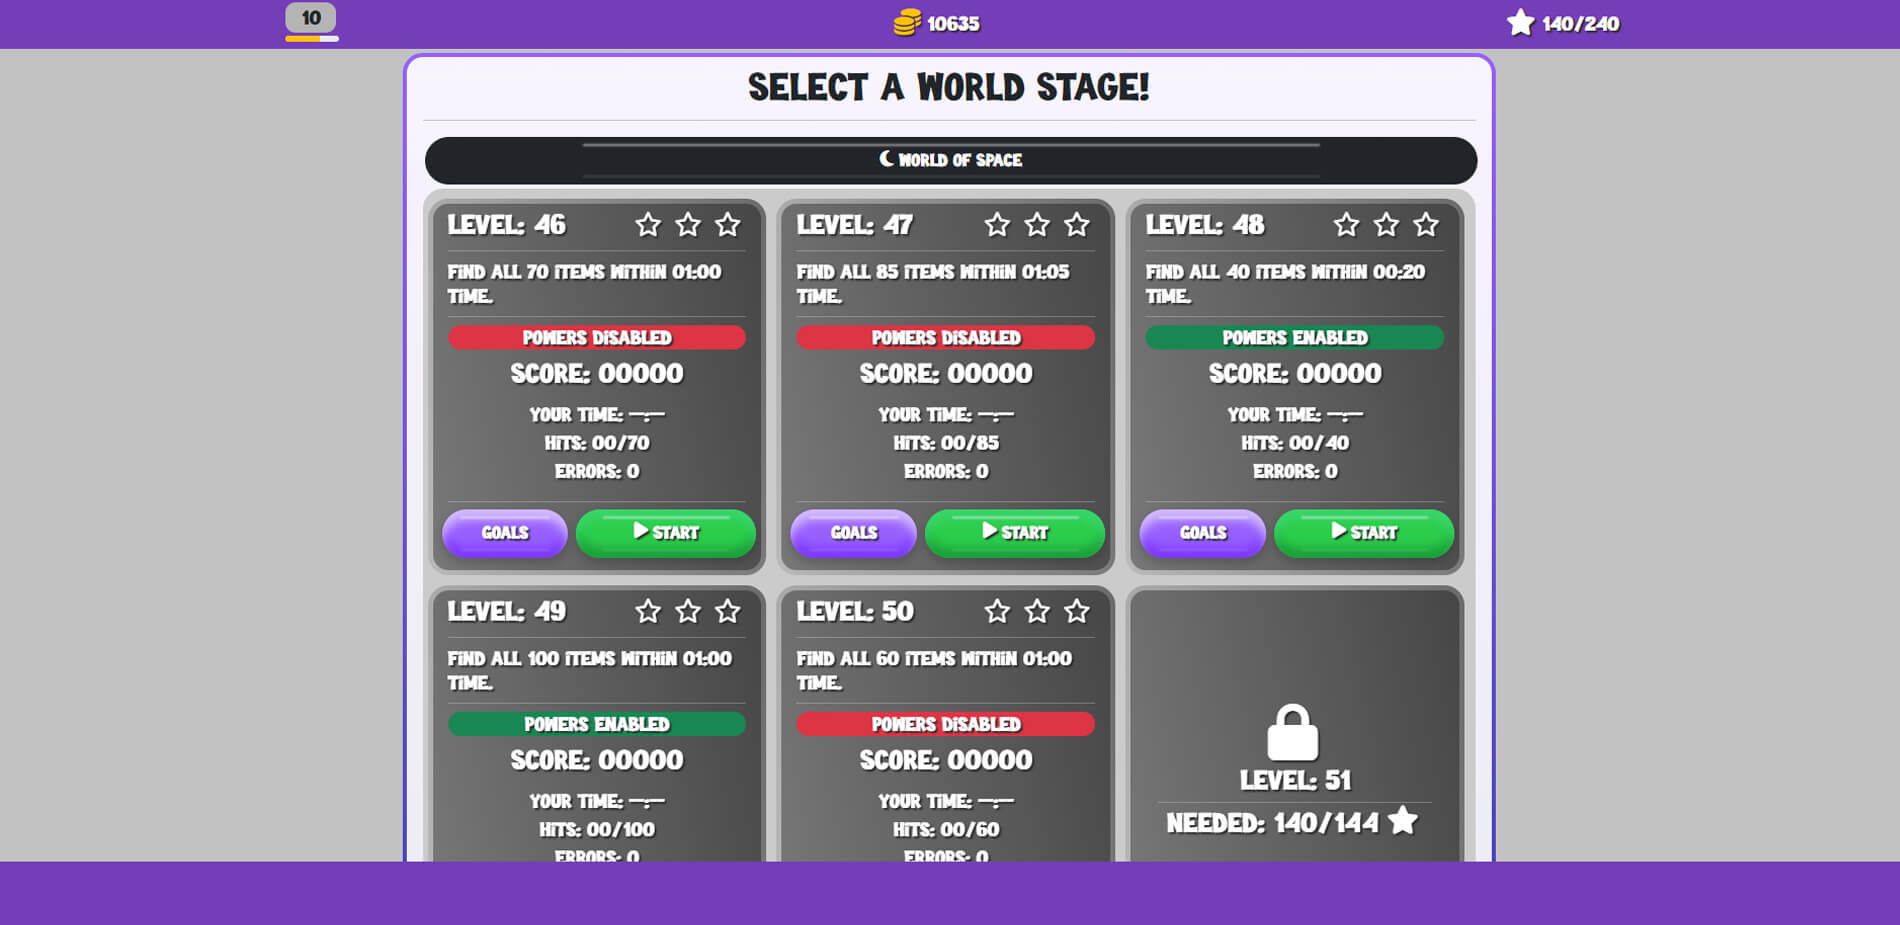 10
10635
140/240
SELECT A WORLD STAGE!
WORLD OF SPACE
LEVEL: 46
FIND ALL 70 ITEMS WITHIN 01:00
TIME.
POWERS DISABLED
SCORE: 00000
YOUR TIME: --:--
HITS: 00/70
ERRORS: 0
GOALS
START
LEVEL: 47
FIND ALL 85 ITEMS WITHIN 01:05
TIME.
POWERS DISABLED
SCORE: 00000
YOUR TIME: --:--
HITS: 00/85
ERRORS: 0
GOALS
START
LEVEL: 48
FIND ALL 40 ITEMS WITHIN 00:20
TIME.
POWERS ENABLED
SCORE: 00000
YOUR TIME: --:--
HITS: 00/40
ERRORS: 0
GOALS
START
LEVEL: 49
FIND ALL 100 ITEMS WITHIN 01:00
TIME.
POWERS ENABLED
SCORE: 00000
YOUR TIME: --:--
HITS: 00/100
ERRORS: 0
LEVEL: 50
FIND ALL 60 ITEMS WITHIN 01:00
TIME.
POWERS DISABLED
SCORE: 00000
YOUR TIME: --:--
HITS: 00/60
ERRORS: 0
LEVEL: 51
NEEDED: 140/144